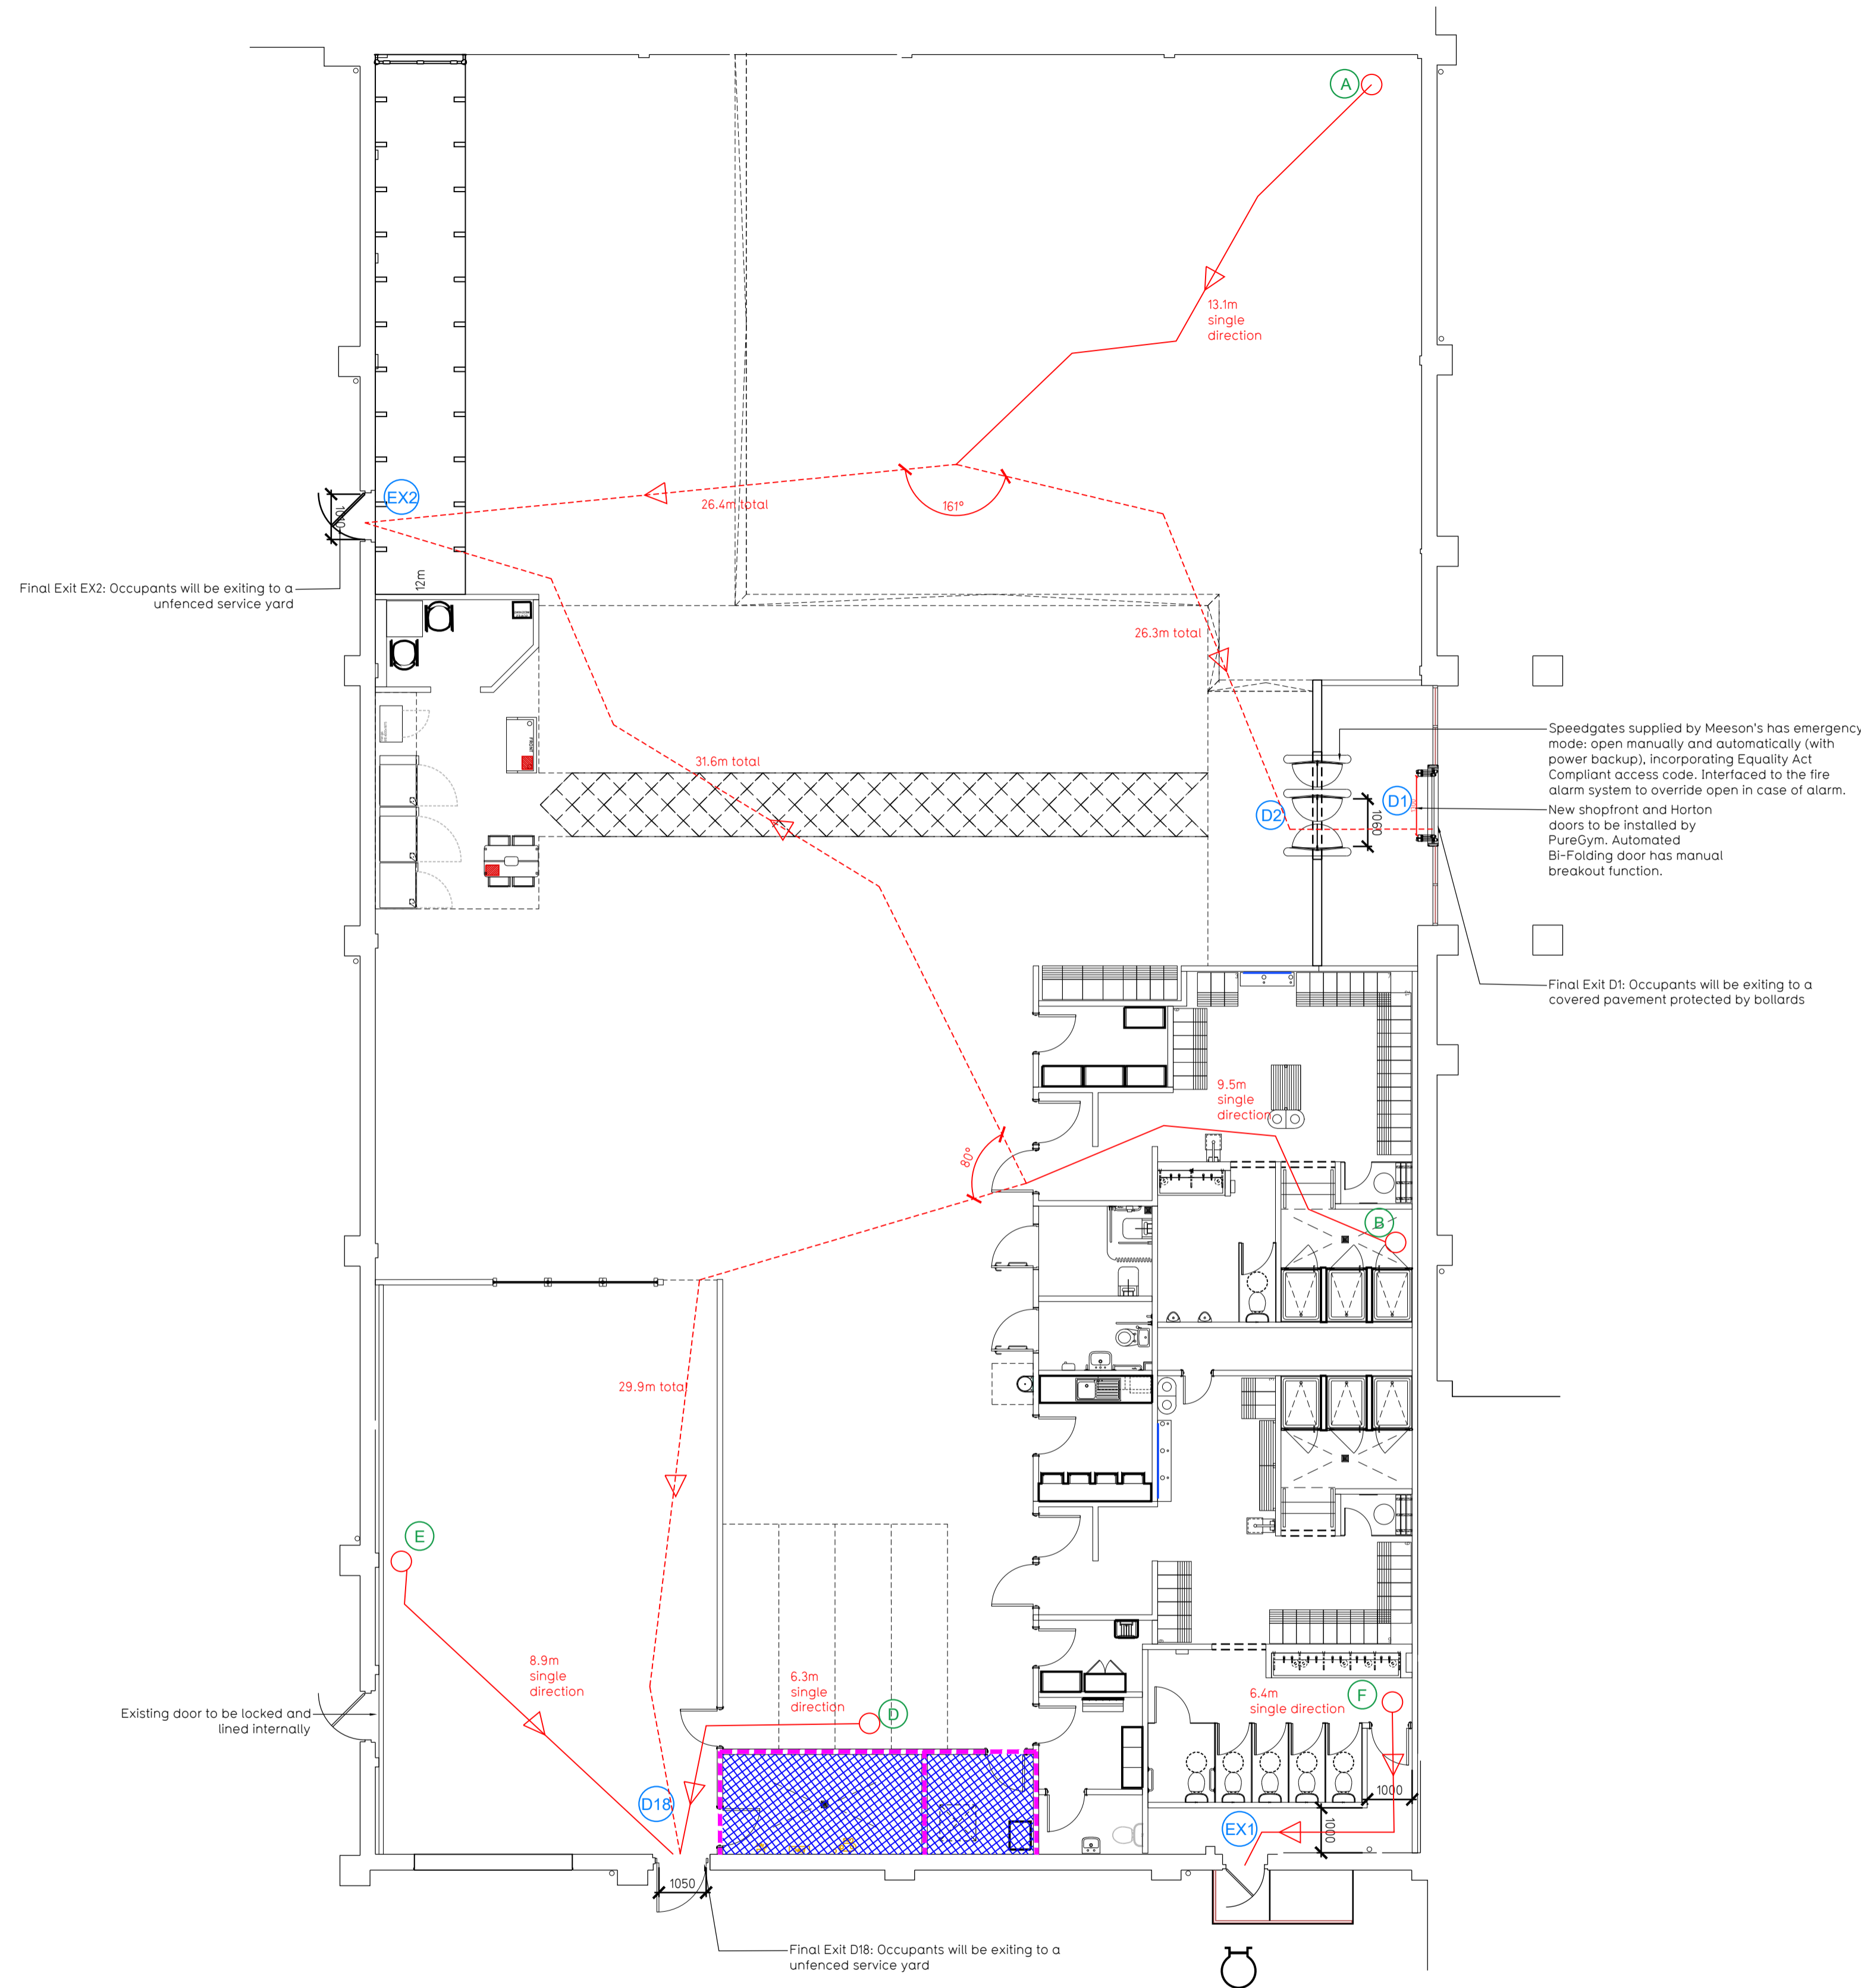 A
13.1m
single
direction
EX2
26.4m total
161°
1010
12m
Final Exit EX2: Occupants will be exiting to a
unfenced service yard
26.3m total
31.6m total
FRONT
D2
D1
1060
Speedgates supplied by Meeson's has emergency
mode: open manually and automatically (with
power backup), incorporating Equality Act
Compliant access code. Interfaced to the fire
alarm system to override open in case of alarm.
New shopfront and Horton
doors to be installed by
PureGym. Automated
Bi-Folding door has manual
breakout function.
Final Exit D1: Occupants will be exiting to a
covered pavement protected by bollards
9.5m
single
direction
80°
B
29.9m total
E
8.9m
single
direction
6.3m
single
direction
D
6.4m
single direction
F
Existing door to be locked and
lined internally
D18
1000
EX1
1000
1050
Final Exit D18: Occupants will be exiting to a
unfenced service yard